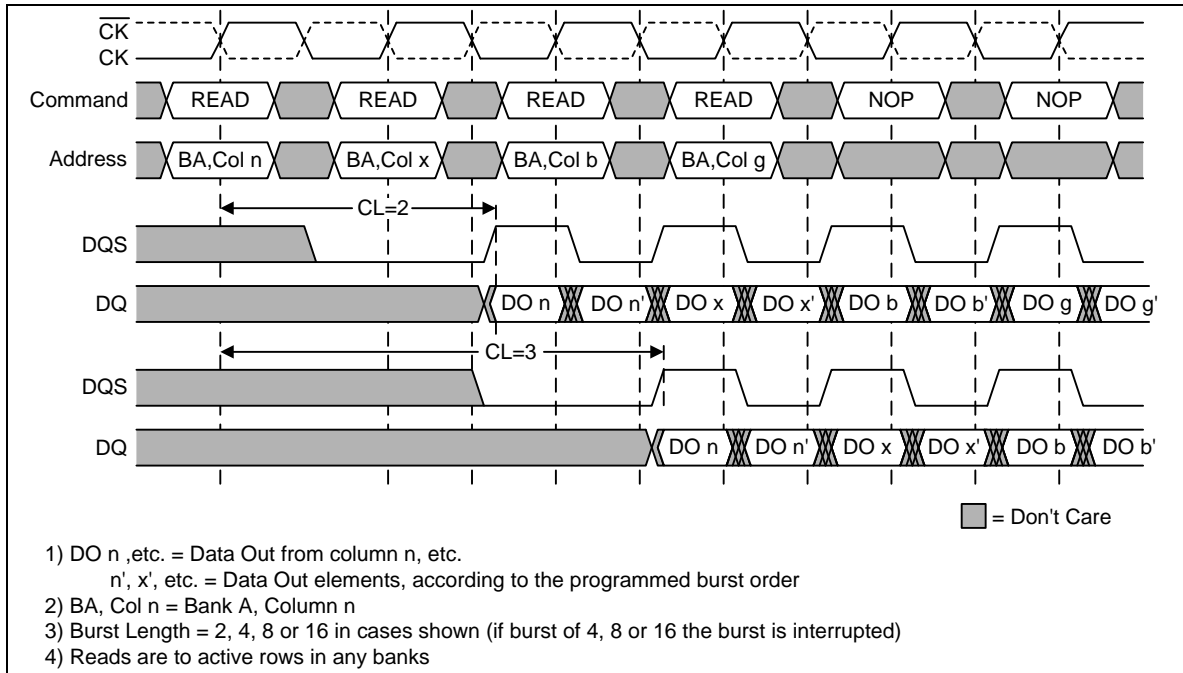 CK
CK
Command READ READ READ READ NOP NOP
Address BA,Col n BA,Col x BA,Col b BA,Col g
CL=2
DQS
DQ DO n DO n' DO x DO x' DO b DO b' DO g DO g'
CL=3
DQS
DQ DO n DO n' DO x DO x' DO b DO b'
= Don't Care
1) DO n ,etc. = Data Out from column n, etc.
n', x', etc. = Data Out elements, according to the programmed burst order
2) BA, Col n = Bank A, Column n
3) Burst Length = 2, 4, 8 or 16 in cases shown (if burst of 4, 8 or 16 the burst is interrupted)
4) Reads are to active rows in any banks